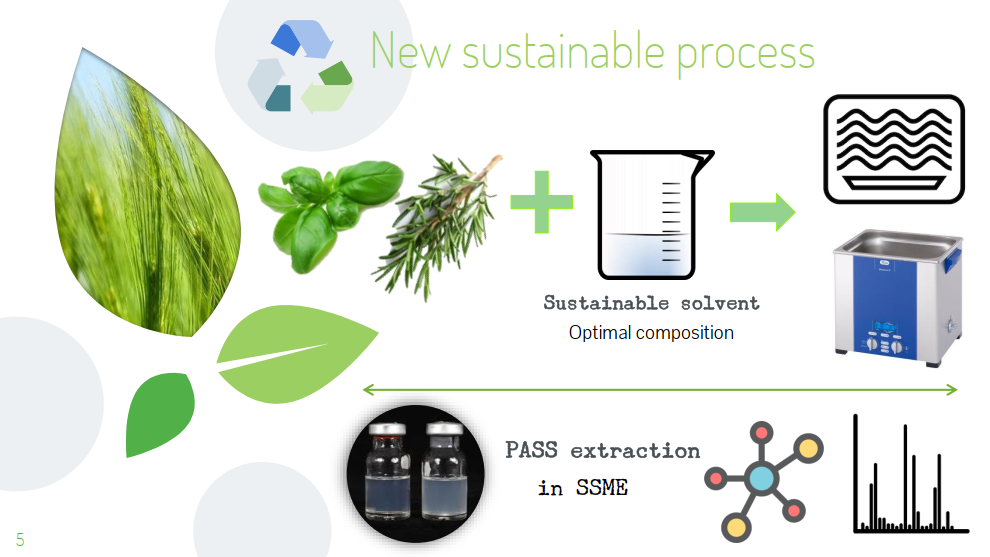 New sustainable process
Sustainable solvent
Optimal composition
PASS extraction
in SSME
5